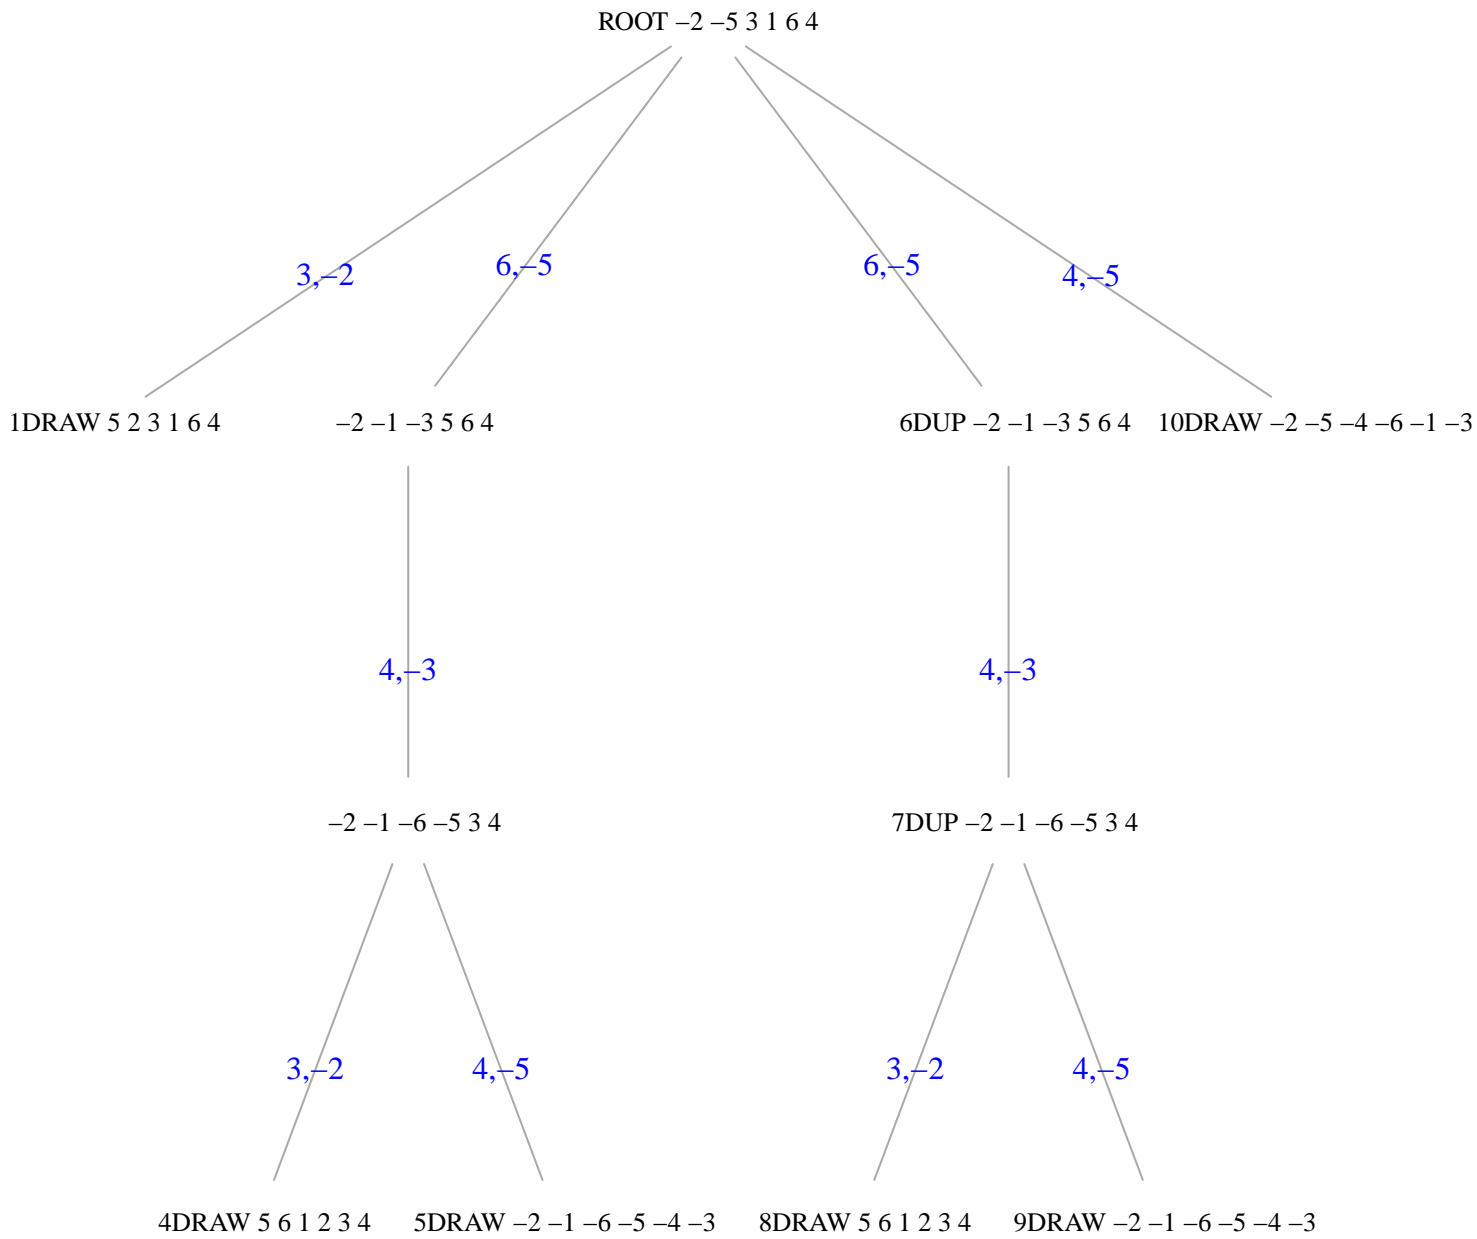 ROOT –2 –5 3 1 6 4
3,–2
6,–5
6,–5
4,–5
1DRAW 5 2 3 1 6 4
–2 –1 –3 5 6 4
6DUP –2 –1 –3 5 6 4
10DRAW –2 –5 –4 –6 –1 –3
4,–3
4,–3
–2 –1 –6 –5 3 4
7DUP –2 –1 –6 –5 3 4
3,–2
4,–5
3,–2
4,–5
4DRAW 5 6 1 2 3 4
5DRAW –2 –1 –6 –5 –4 –3
8DRAW 5 6 1 2 3 4
9DRAW –2 –1 –6 –5 –4 –3